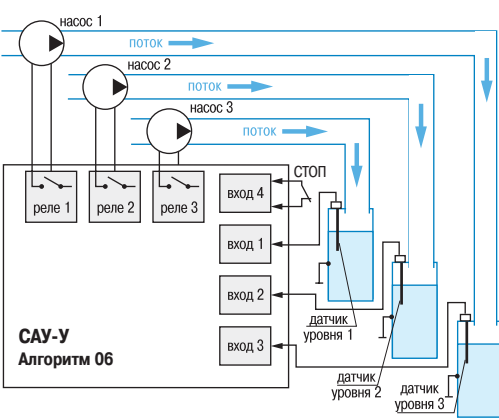 насос 1
поток
насос 2
поток
насос 3
поток
СТОП
реле 1
реле 2
реле 3
вход 4
вход 1
вход 2
вход 3
САУ-У
Алгоритм 06
датчик
уровня 1
датчик
уровня 2
датчик
уровня 3